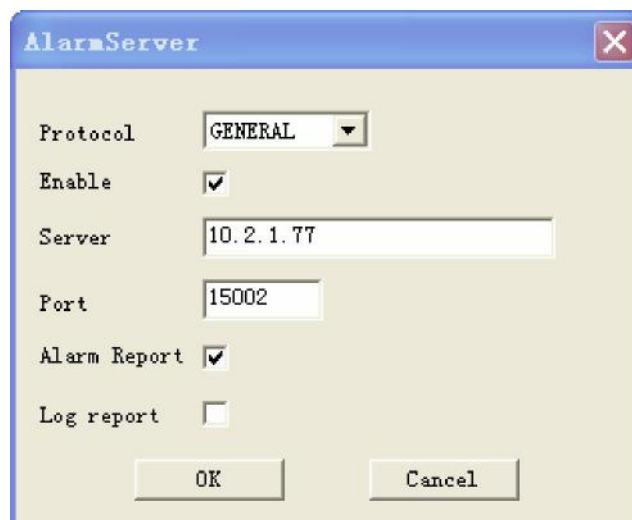 AlarmServer
Protocol GENERAL
Enable
Server 10.2.1.77
Port 15002
Alarm Report
Log report
OK Cancel